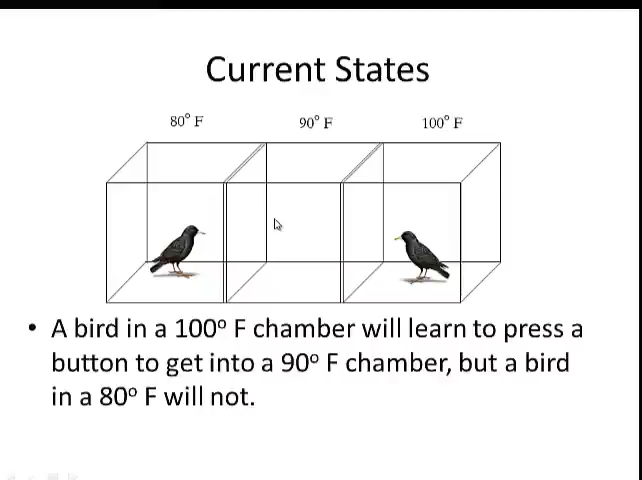 Current States
80° F 90° F 100° F
• A bird in a 100° F chamber will learn to press a
button to get into a 90° F chamber, but a bird
in a 80° F will not.